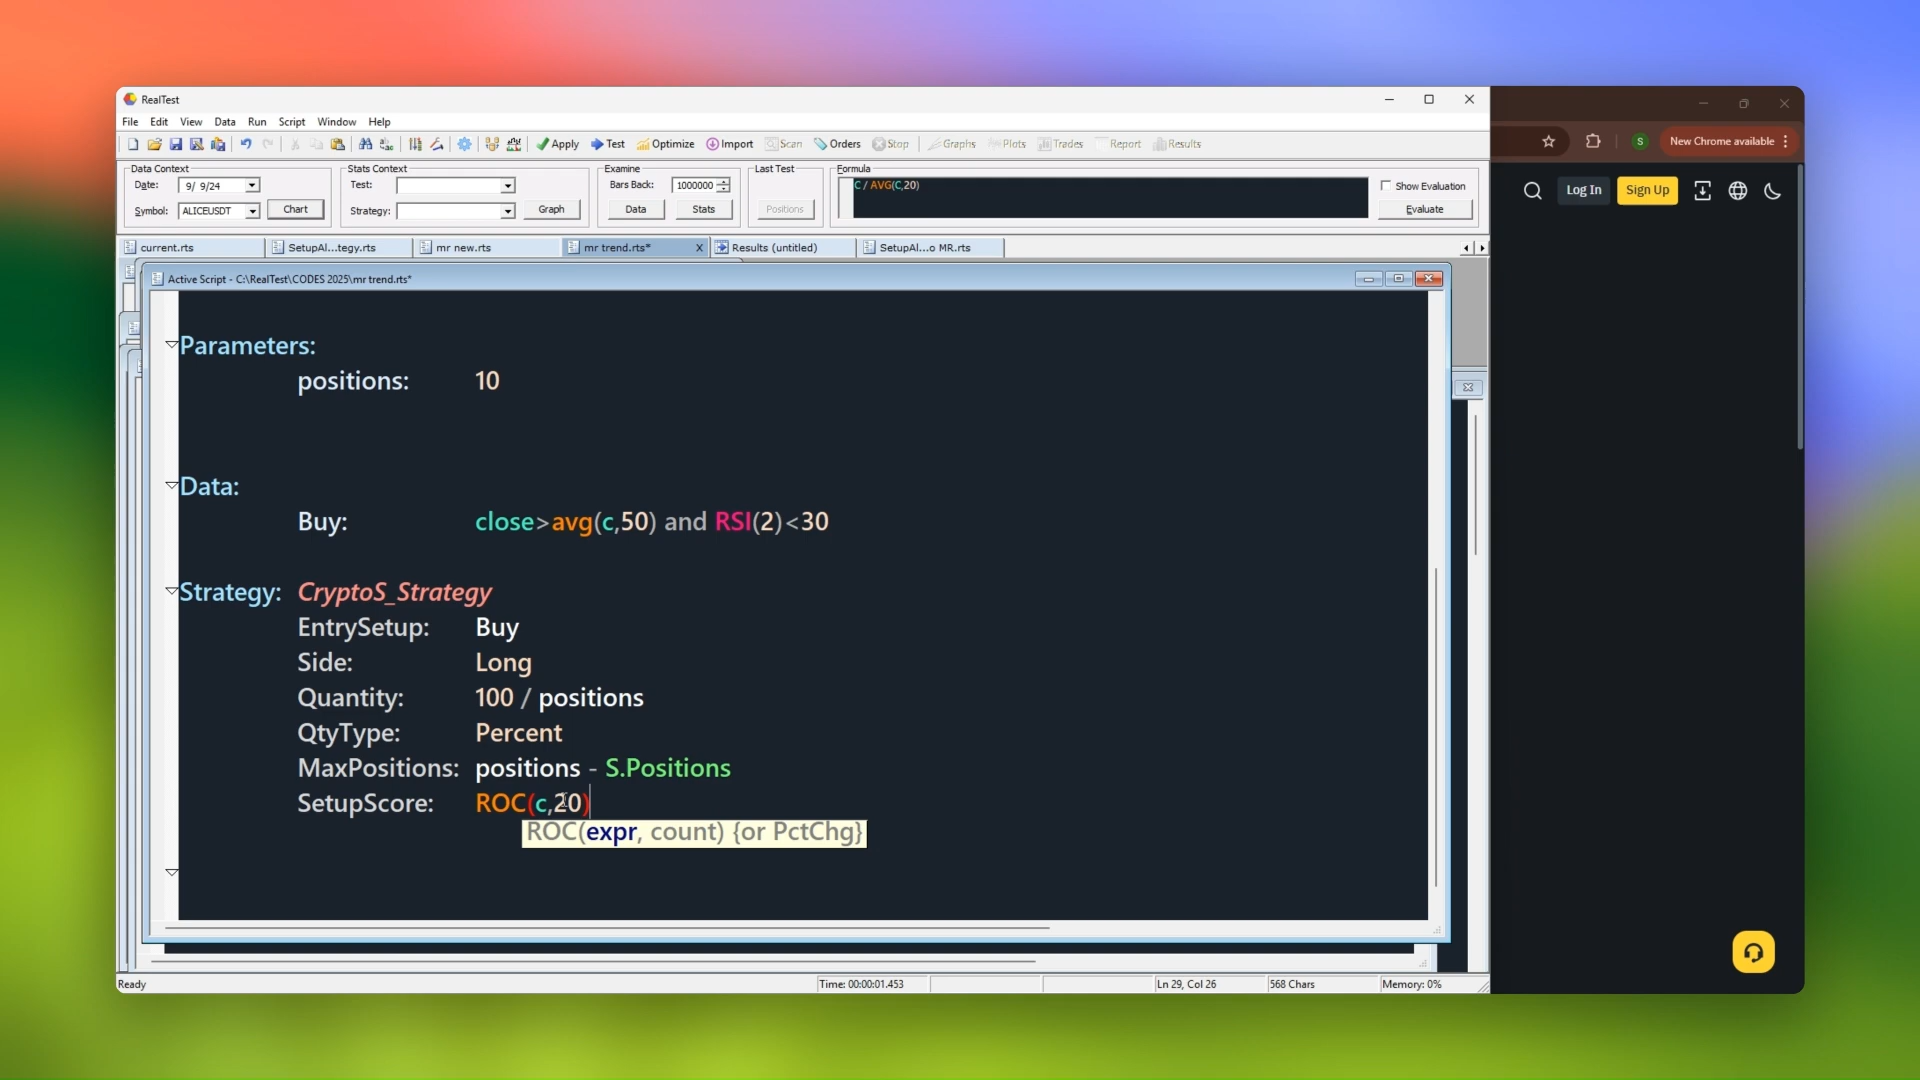 RealTest
File Edit View Data Run Script Window Help
New Chrome available
Apply Test Optimize Import Scan Orders Stop Graphs Plots Trades Report Results
Data Context Stats Context Examine Last Test Formula
Date: 9/ 9/24 Test: Bars Back: 1000000 C / AVG(C,20) Show Evaluation
Log In Sign Up
Symbol: ALICEUSDT Chart Strategy: Graph Data Stats Positions Evaluate
current.rts SetupAl...tegy.rts mr new.rts mr trend.rts* X Results (untitled) SetupAl...o MR.rts
Active Script - C:\RealTest\CODES 2025\mr trend.rts*
Parameters:
positions: 10
Data:
Buy: close>avg(c,50) and RSI(2)<30
Strategy: CryptoS_Strategy
EntrySetup: Buy
Side: Long
Quantity: 100 / positions
QtyType: Percent
MaxPositions: positions - S.Positions
SetupScore: ROC(c,20)
ROC(expr, count) {or PctChg}
Ready Time: 00:00:01.453 Ln 29, Col 26 568 Chars Memory: 0%